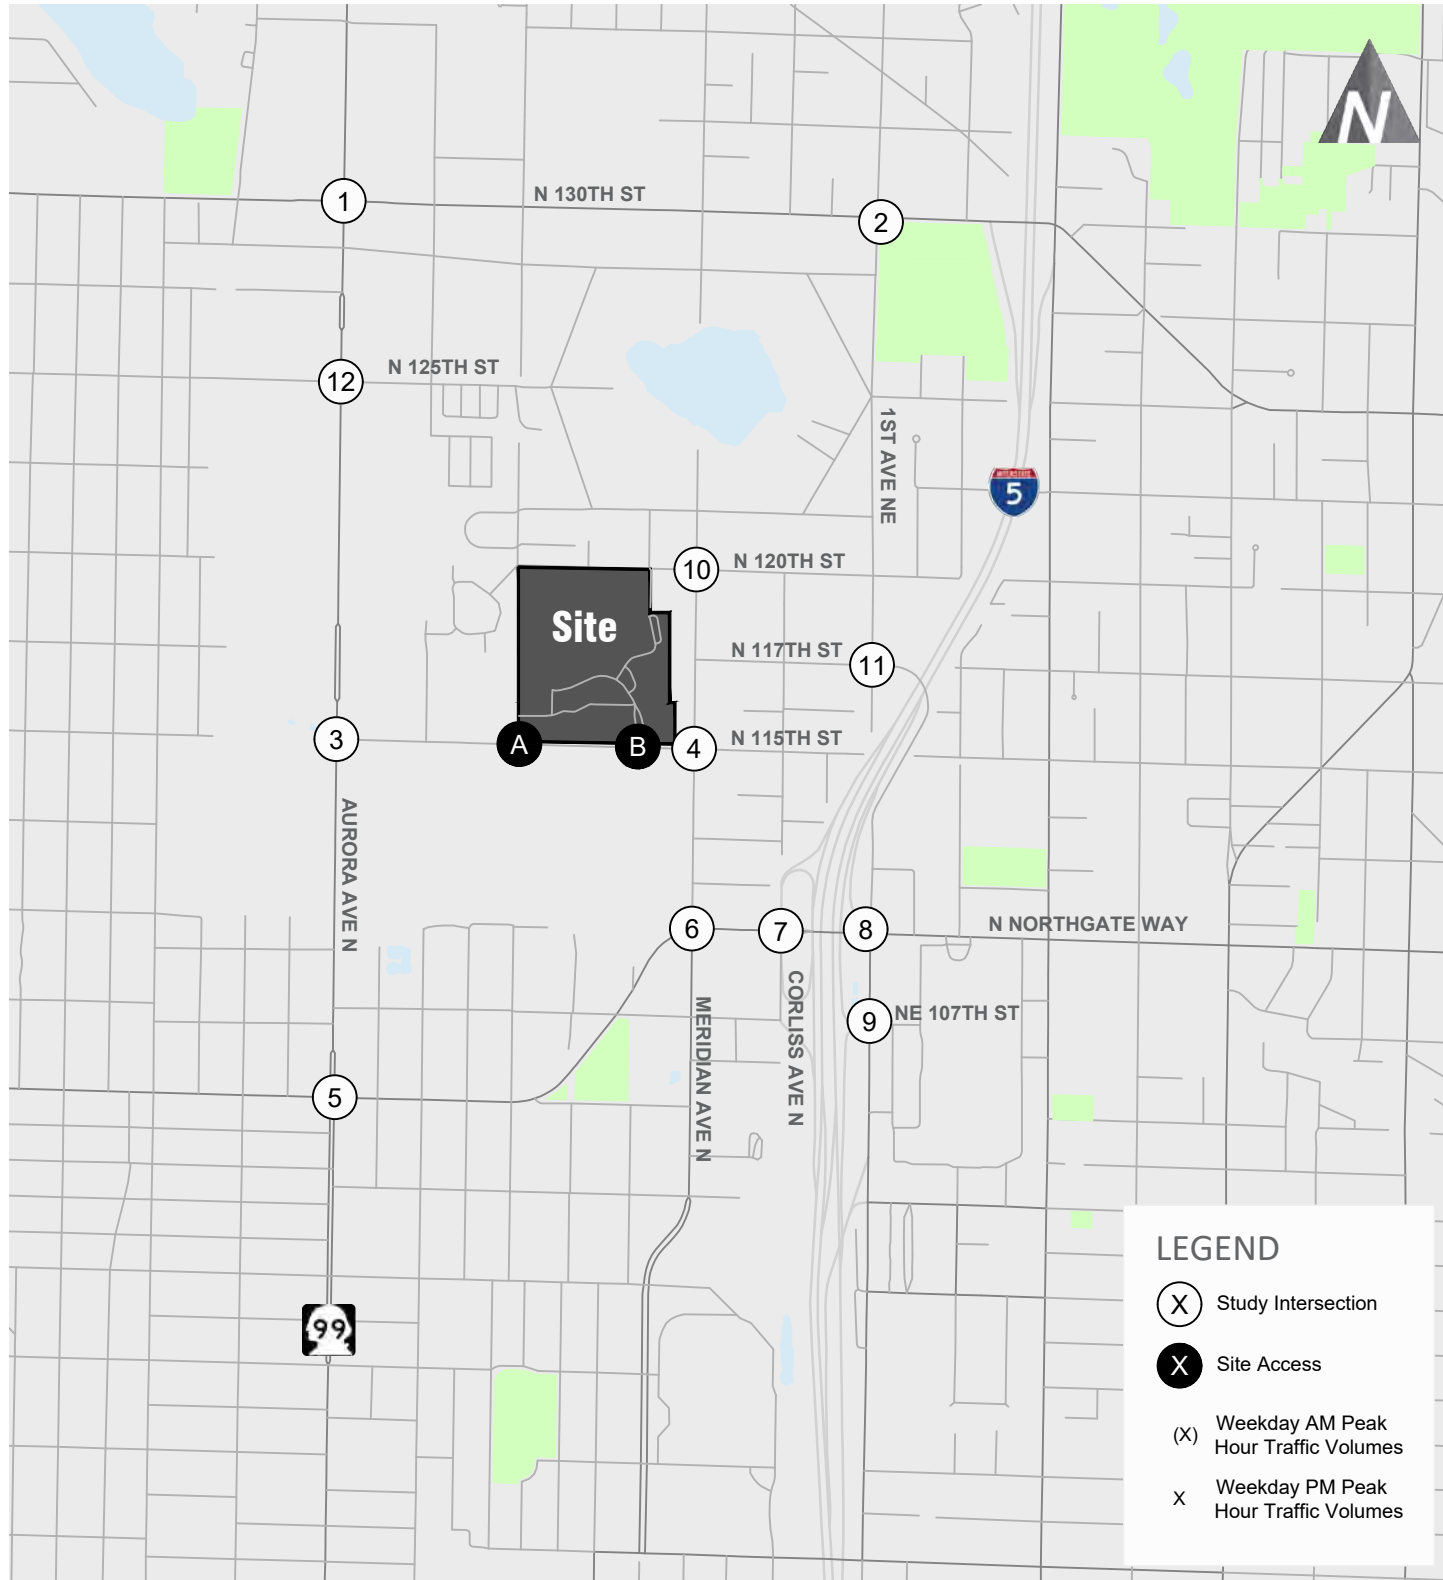 N
1
N 130TH ST
2
12
N 125TH ST
1ST AVE NE
INTERSTATE
5
10
N 120TH ST
Site
N 117TH ST
11
3
A
B
4
N 115TH ST
AURORA AVE N
6
7
8
N NORTHGATE WAY
MERIDIAN AVE N
CORLISS AVE N
9
NE 107TH ST
5
99
LEGEND
X Study Intersection
X Site Access
(X) Weekday AM Peak
Hour Traffic Volumes
X Weekday PM Peak
Hour Traffic Volumes